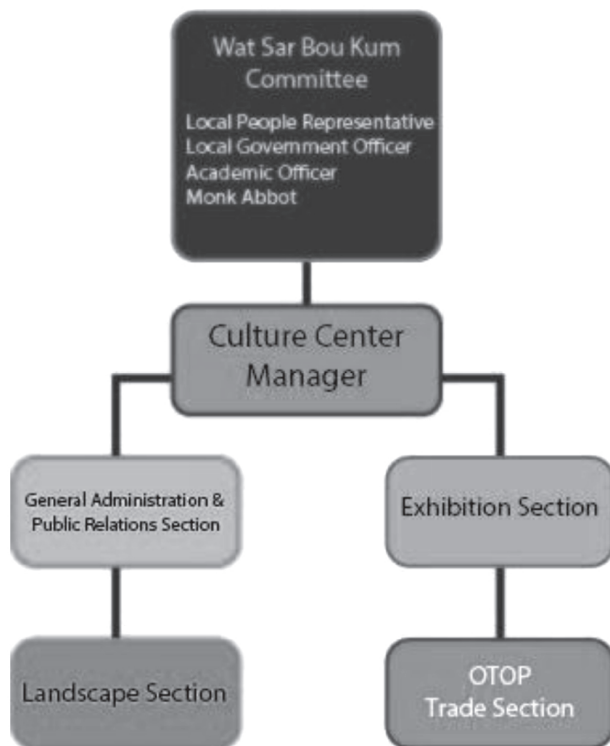 Wat Sar Bou Kum
Committee
Local People Representative
Local Government Officer
Academic Officer
Monk Abbot
Culture Center
Manager
General Administration &
Public Relations Section
Exhibition Section
Landscape Section
OTOP
Trade Section